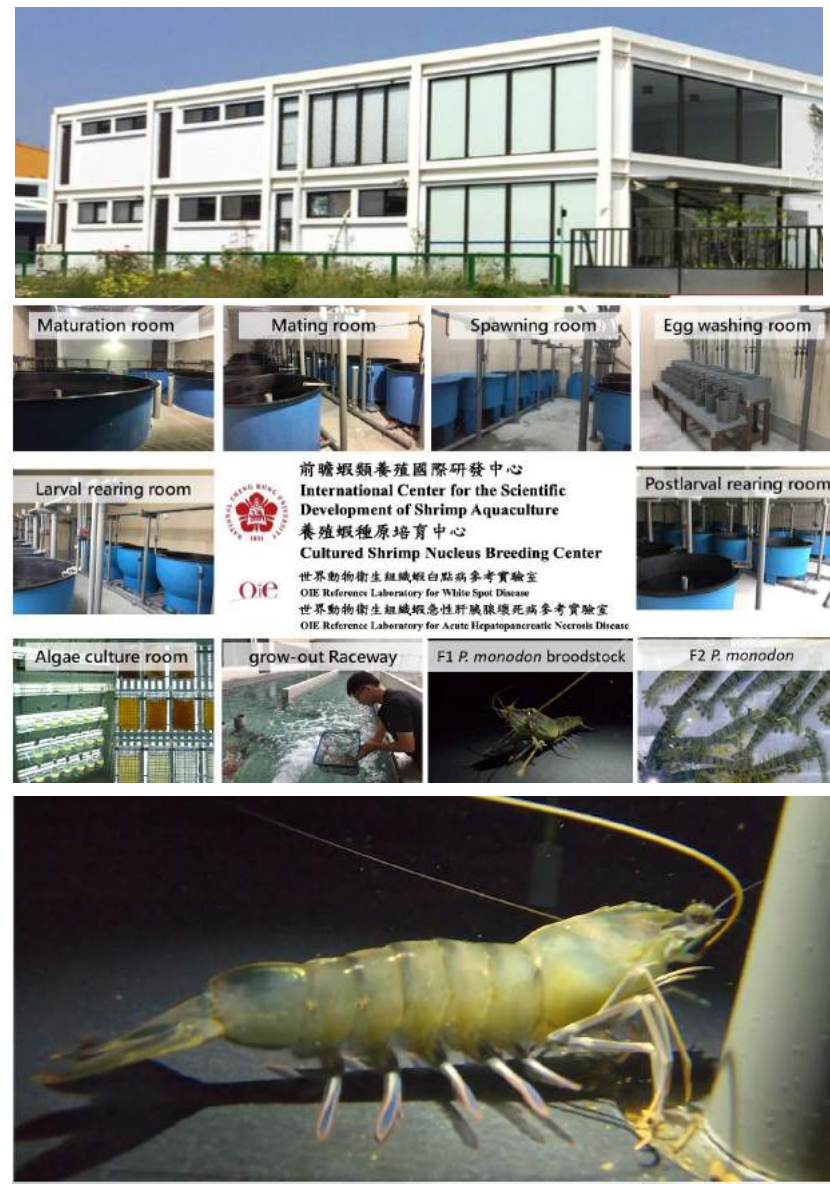 Maturation room
Mating room
Spawning room
Egg washing room
Larval rearing room
NATIONAL CHENG KUNG UNIVERSITY
1931
OiE
前瞻蝦類養殖國際研發中心
International Center for the Scientific
Development of Shrimp Aquaculture
養殖蝦種原培育中心
Cultured Shrimp Nucleus Breeding Center
世界動物衛生組織蝦白點病參考實驗室
OIE Reference Laboratory for White Spot Disease
世界動物衛生組織蝦急性肝胰腺壞死病參考實驗室
OIE Reference Laboratory for Acute Hepatopancreatic Necrosis Disease
Postlarval rearing room
Algae culture room
grow-out Raceway
F1 P. monodon broodstock
F2 P. monodon